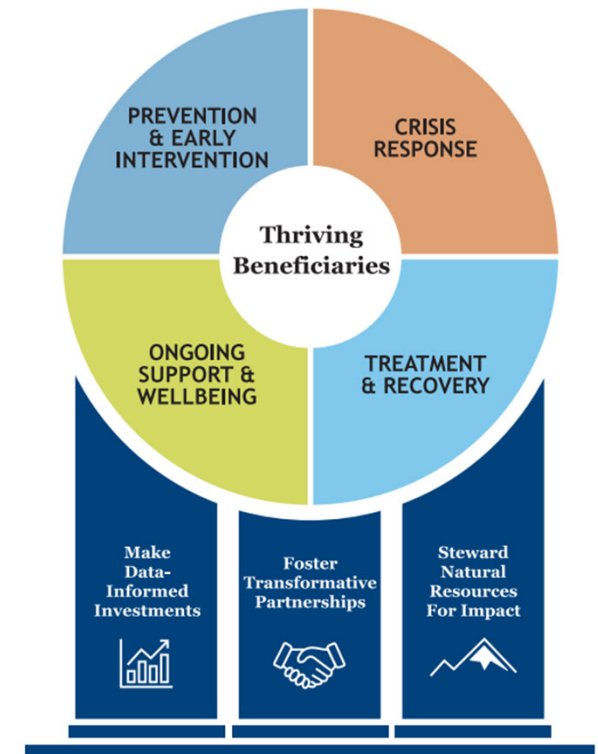 PREVENTION
& EARLY
INTERVENTION
CRISIS
RESPONSE
Thriving
Beneficiaries
ONGOING
SUPPORT &
WELLBEING
TREATMENT
& RECOVERY
Make
Data-
Informed
Investments
Foster
Transformative
Partnerships
Steward
Natural
Resources
For Impact